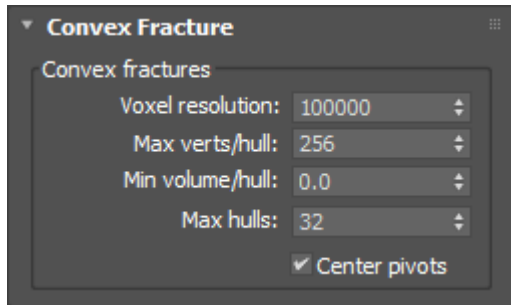 Convex Fracture
Convex fractures
Voxel resolution: 100000
Max verts/hull: 256
Min volume/hull: 0.0
Max hulls: 32
Center pivots